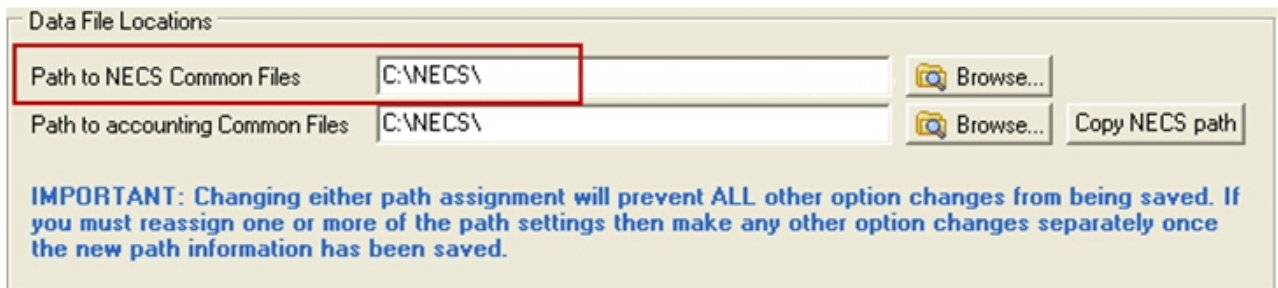 Data File Locations
Path to NECS Common Files C:\NECS\ Browse...
Path to accounting Common Files C:\NECS\ Browse... Copy NECS path
IMPORTANT: Changing either path assignment will prevent ALL other option changes from being saved. If
you must reassign one or more of the path settings then make any other option changes separately once
the new path information has been saved.